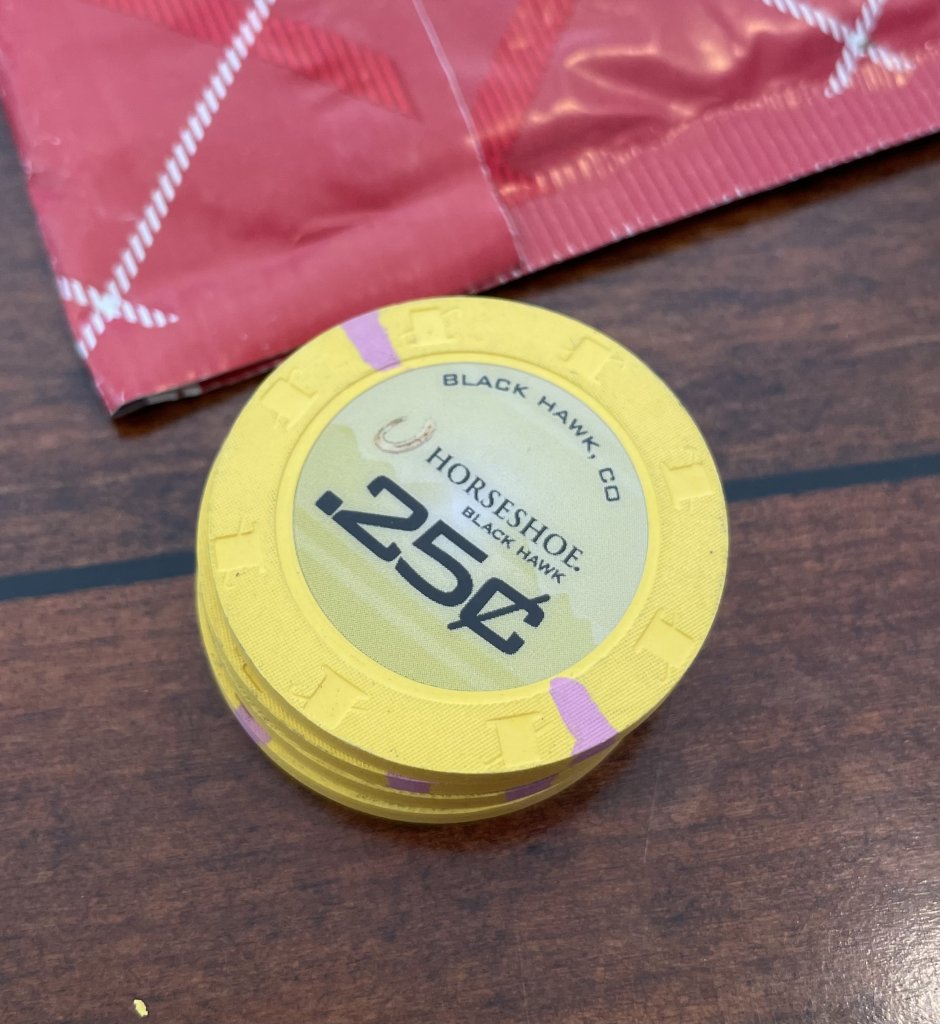 BLACK HAWK, CO
HORSESHOE.
BLACK HAWK
.25¢